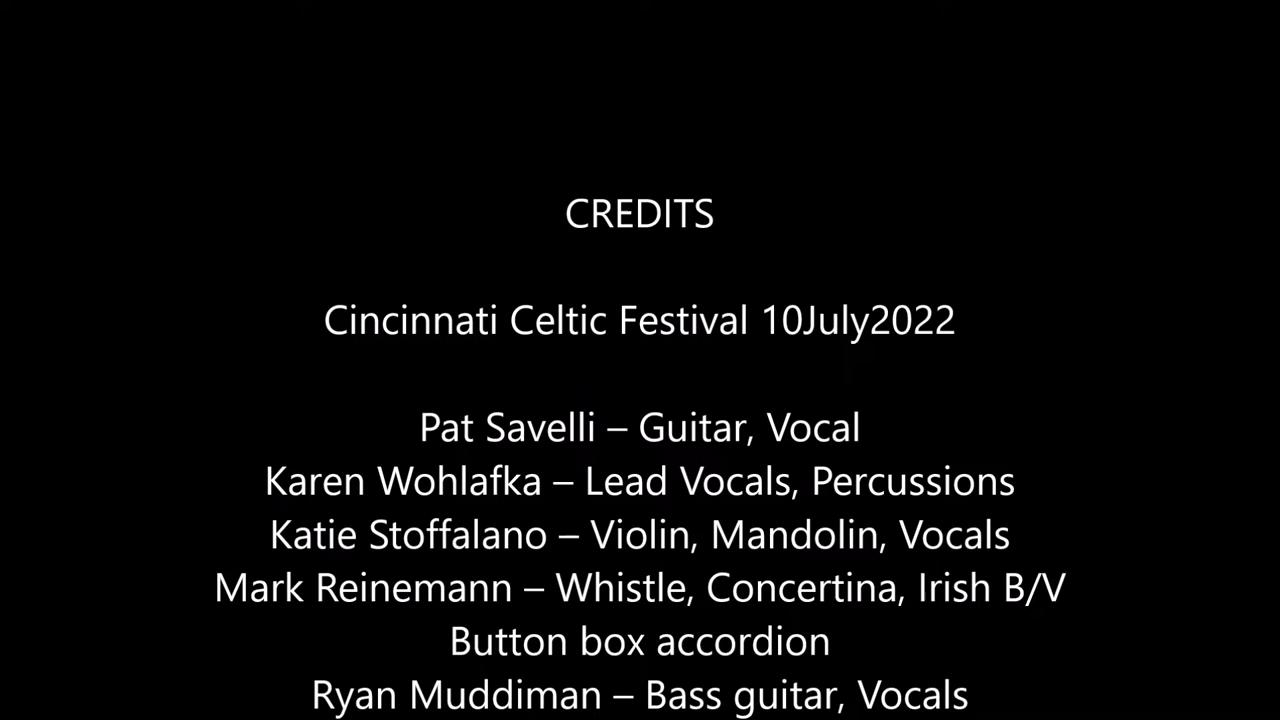 CREDITS
Cincinnati Celtic Festival 10July2022
Pat Savelli – Guitar, Vocal
Karen Wohlafka – Lead Vocals, Percussions
Katie Stoffalano – Violin, Mandolin, Vocals
Mark Reinemann – Whistle, Concertina, Irish B/V
Button box accordion
Ryan Muddiman – Bass guitar, Vocals